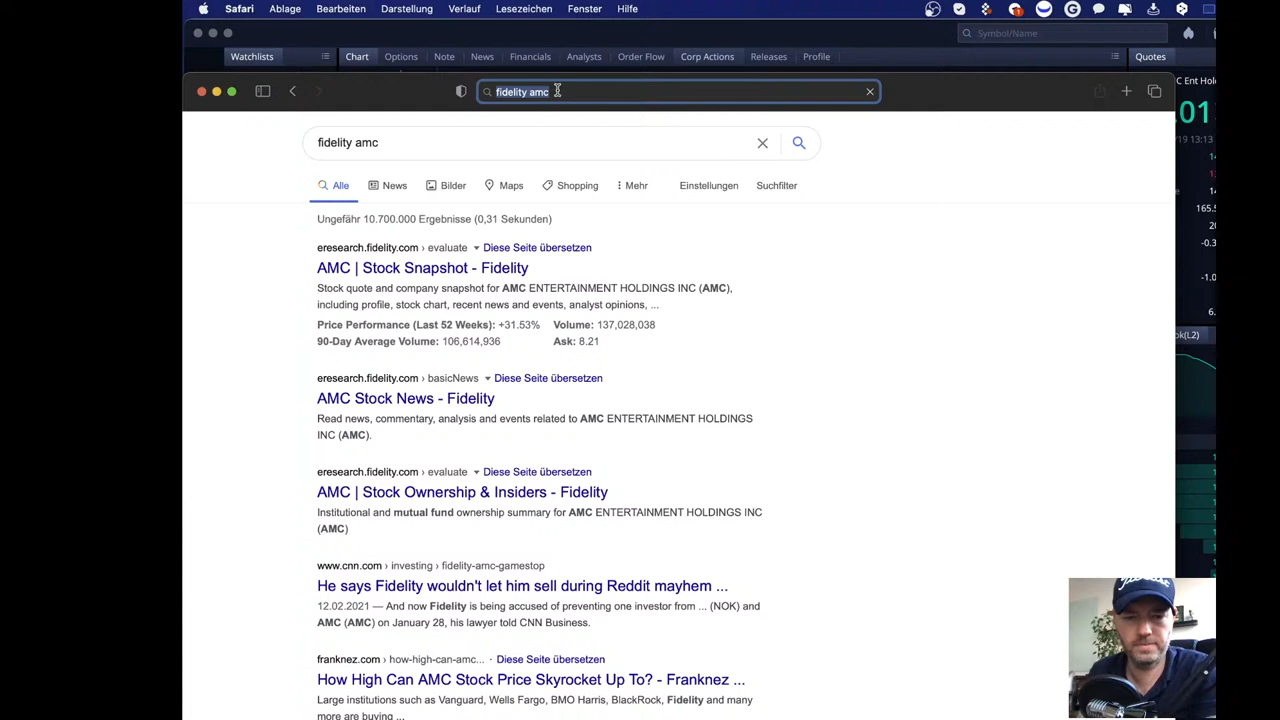 Safari Ablage Bearbeiten Darstellung Verlauf Lesezeichen Fenster Hilfe
Symbol/Name
Watchlists Chart Options Note News Financials Analysts Order Flow Corp Actions Releases Profile Quotes
fidelity amc
C Ent Hol
.01
/19 13:13
fidelity amc
Alle News Bilder Maps Shopping Mehr Einstellungen Suchfilter
165.5
Ungefähr 10.700.000 Ergebnisse (0,31 Sekunden)
eresearch.fidelity.com › evaluate Diese Seite übersetzen
AMC | Stock Snapshot - Fidelity
Stock quote and company snapshot for AMC ENTERTAINMENT HOLDINGS INC (AMC),
including profile, stock chart, recent news and events, analyst opinions, ...
Price Performance (Last 52 Weeks): +31.53% Volume: 137,028,038
90-Day Average Volume: 106,614,936 Ask: 8.21
ok(L2)
eresearch.fidelity.com › basicNews Diese Seite übersetzen
AMC Stock News - Fidelity
Read news, commentary, analysis and events related to AMC ENTERTAINMENT HOLDINGS
INC (AMC).
eresearch.fidelity.com › evaluate Diese Seite übersetzen
AMC | Stock Ownership & Insiders - Fidelity
Institutional and mutual fund ownership summary for AMC ENTERTAINMENT HOLDINGS INC
(AMC)
www.cnn.com › investing › fidelity-amc-gamestop
He says Fidelity wouldn't let him sell during Reddit mayhem ...
12.02.2021 — And now Fidelity is being accused of preventing one investor from ... (NOK) and
AMC (AMC) on January 28, his lawyer told CNN Business.
franknez.com › how-high-can-amc... · Diese Seite übersetzen
How High Can AMC Stock Price Skyrocket Up To? - Franknez ...
Large institutions such as Vanguard, Wells Fargo, BMO Harris, BlackRock, Fidelity and many
more are buying ...